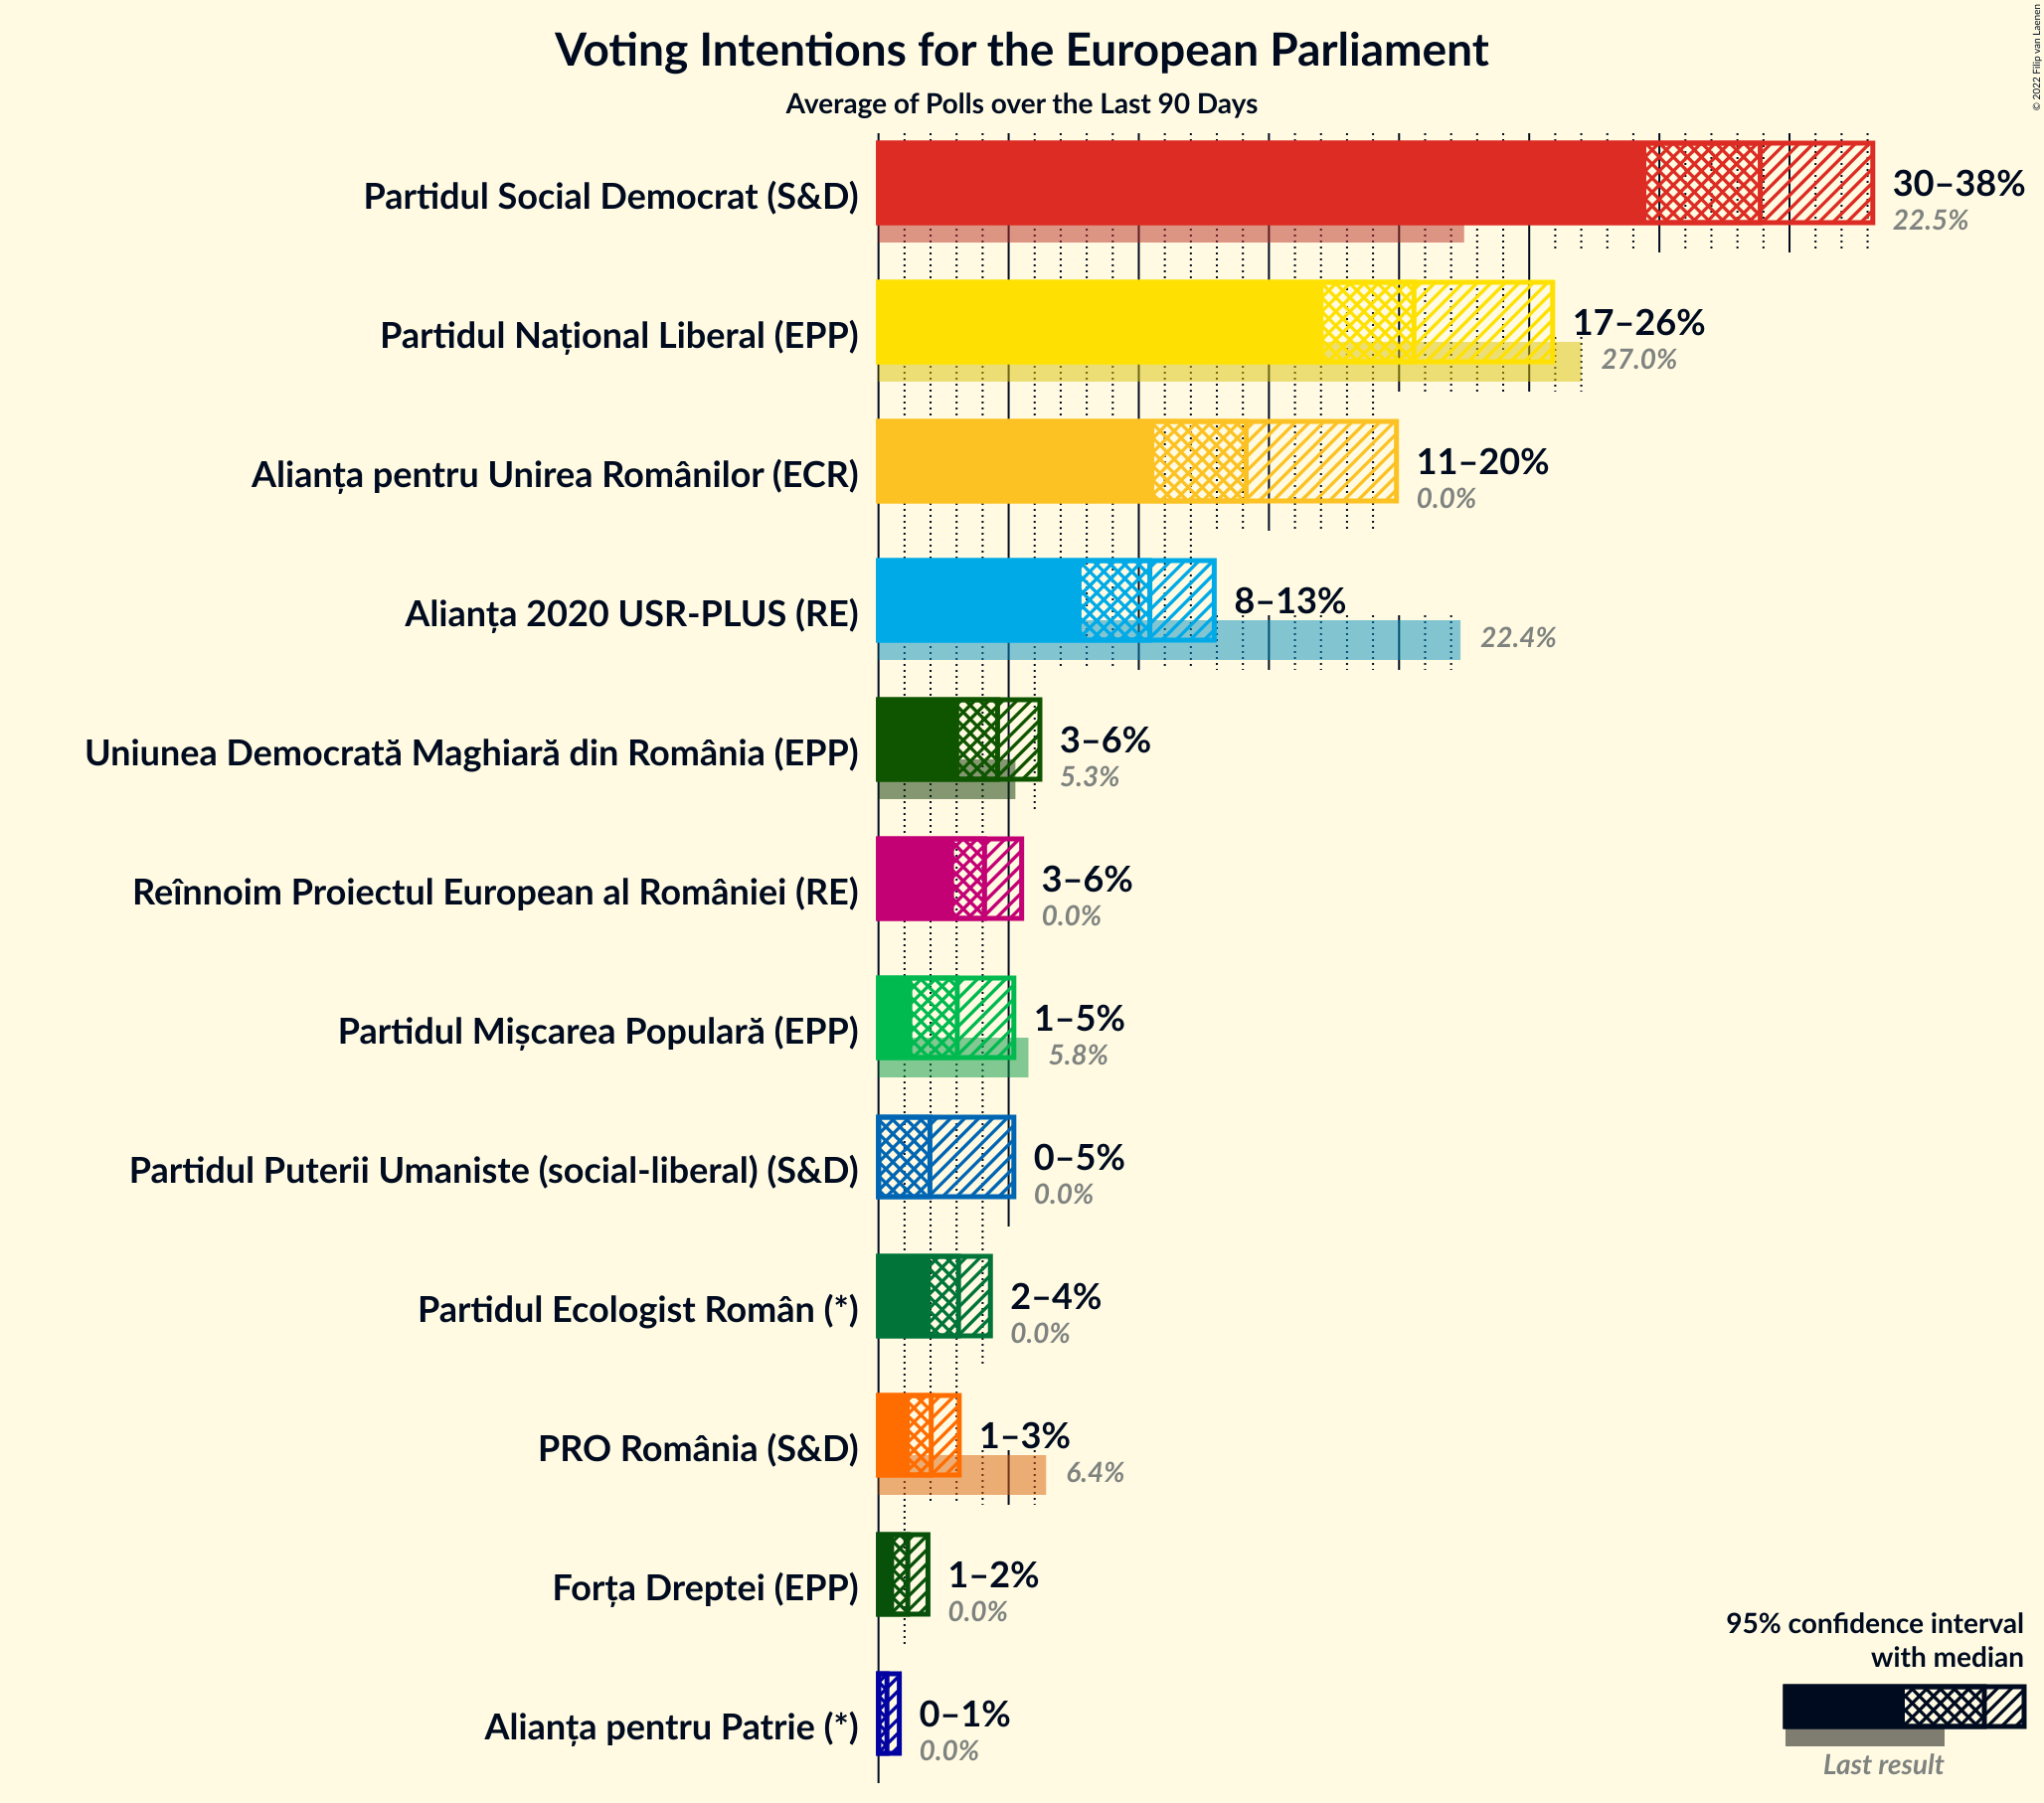 Voting Intentions for the European Parliament
Average of Polls over the Last 90 Days
© 2022 Filip van Laenen
Partidul Social Democrat (S&D)
30–38%
22.5%
Partidul Național Liberal (EPP)
17–26%
27.0%
Alianța pentru Unirea Românilor (ECR)
11–20%
0.0%
Alianța 2020 USR-PLUS (RE)
8–13%
22.4%
Uniunea Democrată Maghiară din România (EPP)
3–6%
5.3%
Reînnoim Proiectul European al României (RE)
3–6%
0.0%
Partidul Mișcarea Populară (EPP)
1–5%
5.8%
Partidul Puterii Umaniste (social-liberal) (S&D)
0–5%
0.0%
Partidul Ecologist Român (*)
2–4%
0.0%
PRO România (S&D)
1–3%
6.4%
Forța Dreptei (EPP)
1–2%
0.0%
Alianța pentru Patrie (*)
0–1%
0.0%
95% confidence interval
with median
Last result